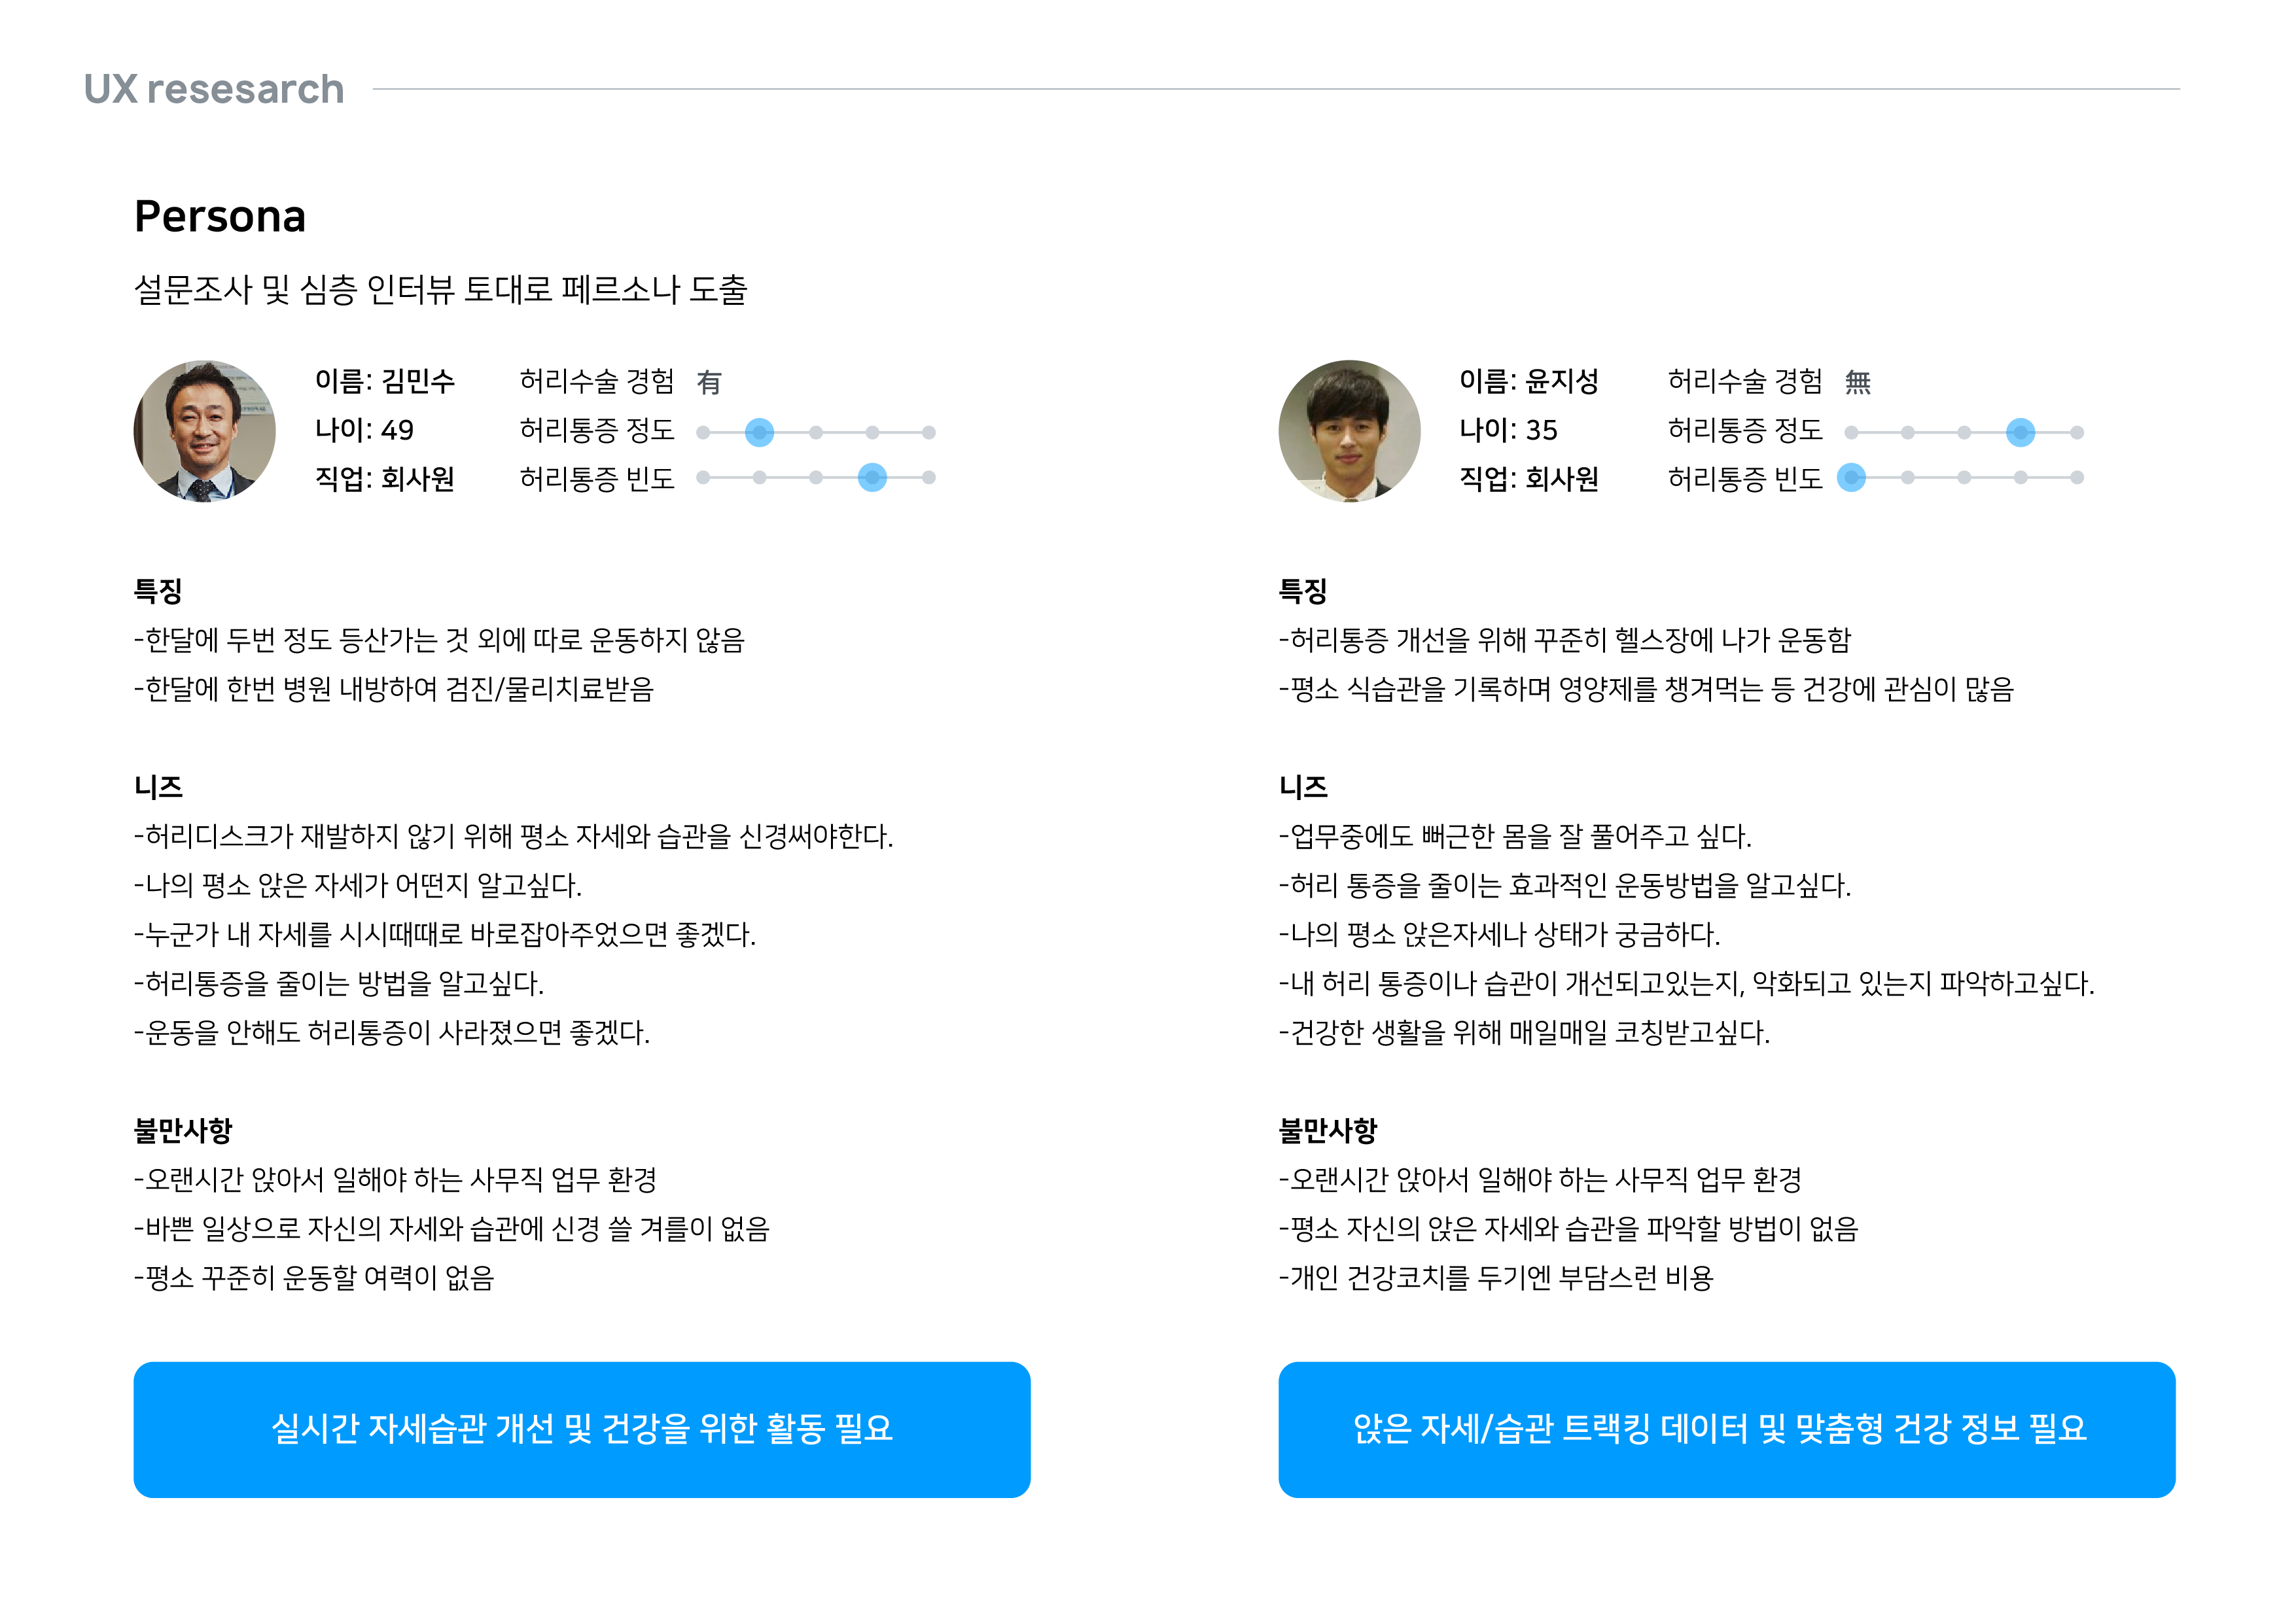 UX resesarch
Persona
설문조사 및 심층 인터뷰 토대로 페르소나 도출
이름: 김민수
나이: 49
직업: 회사원
허리수술 경험 有
허리통증 정도
허리통증 빈도
특징
-한달에 두번 정도 등산가는 것 외에 따로 운동하지 않음
-한달에 한번 병원 내방하여 검진/물리치료받음
니즈
-허리디스크가 재발하지 않기 위해 평소 자세와 습관을 신경써야한다.
-나의 평소 앉은 자세가 어떤지 알고싶다.
-누군가 내 자세를 시시때때로 바로잡아주었으면 좋겠다.
-허리통증을 줄이는 방법을 알고싶다.
-운동을 안해도 허리통증이 사라졌으면 좋겠다.
불만사항
-오랜시간 앉아서 일해야 하는 사무직 업무 환경
-바쁜 일상으로 자신의 자세와 습관에 신경 쓸 겨를이 없음
-평소 꾸준히 운동할 여력이 없음
실시간 자세습관 개선 및 건강을 위한 활동 필요
이름: 윤지성
나이: 35
직업: 회사원
허리수술 경험 無
허리통증 정도
허리통증 빈도
특징
-허리통증 개선을 위해 꾸준히 헬스장에 나가 운동함
-평소 식습관을 기록하며 영양제를 챙겨먹는 등 건강에 관심이 많음
니즈
-업무중에도 뻐근한 몸을 잘 풀어주고 싶다.
-허리 통증을 줄이는 효과적인 운동방법을 알고싶다.
-나의 평소 앉은자세나 상태가 궁금하다.
-내 허리 통증이나 습관이 개선되고있는지, 악화되고 있는지 파악하고싶다.
-건강한 생활을 위해 매일매일 코칭받고싶다.
불만사항
-오랜시간 앉아서 일해야 하는 사무직 업무 환경
-평소 자신의 앉은 자세와 습관을 파악할 방법이 없음
-개인 건강코치를 두기엔 부담스런 비용
앉은 자세/습관 트랙킹 데이터 및 맞춤형 건강 정보 필요